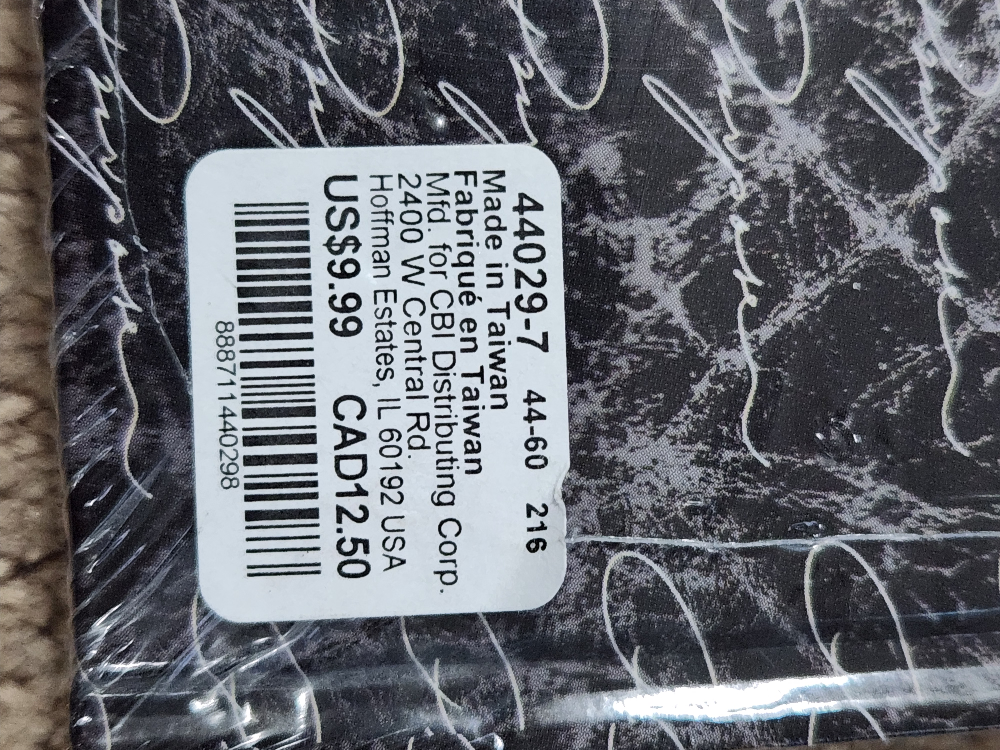 44029-7 44-60 216
Made in Taiwan
Fabriqué en Taiwan
Mfd. for CBI Distributing Corp.
2400 W Central Rd.
Hoffman Estates, IL 60192 USA
US$9.99 CAD12.50
888711440298